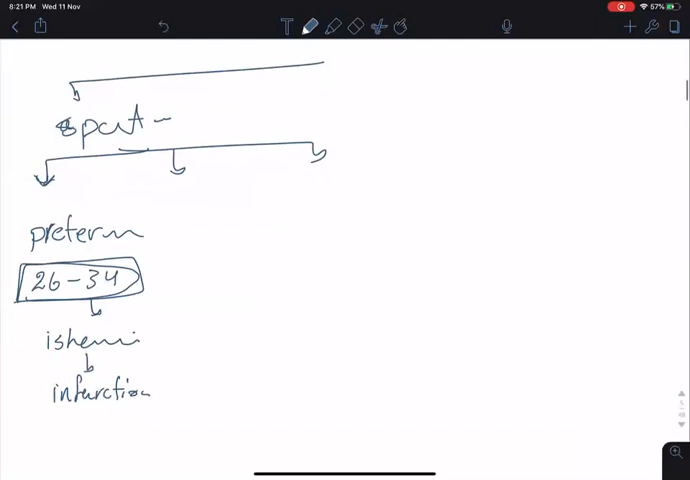 8:21 PM Wed 11 Nov
57%
preterm
26-34
ishemi
infarction